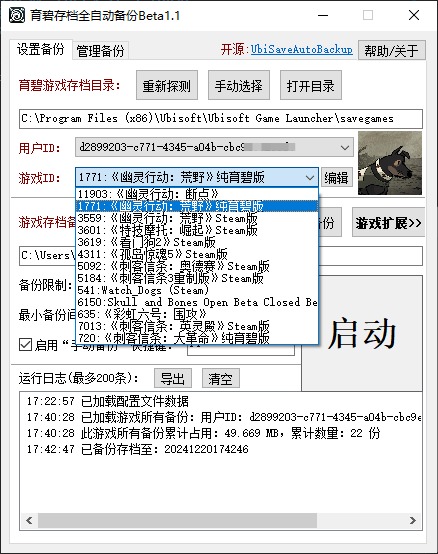 育碧存档全自动备份Beta1.1
设置备份 管理备份 开源:UbiSaveAutoBackup 帮助/关于
育碧游戏存档目录: 重新探测 手动选择 打开目录
C:\Program Files (x86)\Ubisoft\Ubisoft Game Launcher\savegames
用户ID: d2899203-c771-4345-a04b-cbc9
游戏ID: 1771:《幽灵行动：荒野》纯育碧版 编辑
11903:《幽灵行动：断点》
1771:《幽灵行动：荒野》纯育碧版
3559:《幽灵行动：荒野》Steam版
3601:《特技摩托：崛起》Steam版
3619:《看门狗2》Steam版
4311:《孤岛惊魂5》Steam版
5092:《刺客信条：奥德赛》Steam版
5184:《刺客信条3重制版》Steam版
541:Watch_Dogs (Steam)
6150:Skull and Bones Open Beta Closed Be
635:《彩虹六号：围攻》
7013:《刺客信条：英灵殿》Steam版
720:《刺客信条：大革命》纯育碧版
游戏存档备 份 游戏扩展>>
C:\Users\
备份限制:
最小备份间
启用“手动备份”快捷键:
启动
运行日志(最多200条): 导出 清空
17:22:57 已加载配置文件数据
17:40:28 已加载游戏所有备份：用户ID：d2899203-c771-4345-a04b-cbc9e
17:40:28 此游戏所有备份累计占用：49.669 MB，累计数量：22 份
17:42:47 已备份存档至：20241220174246